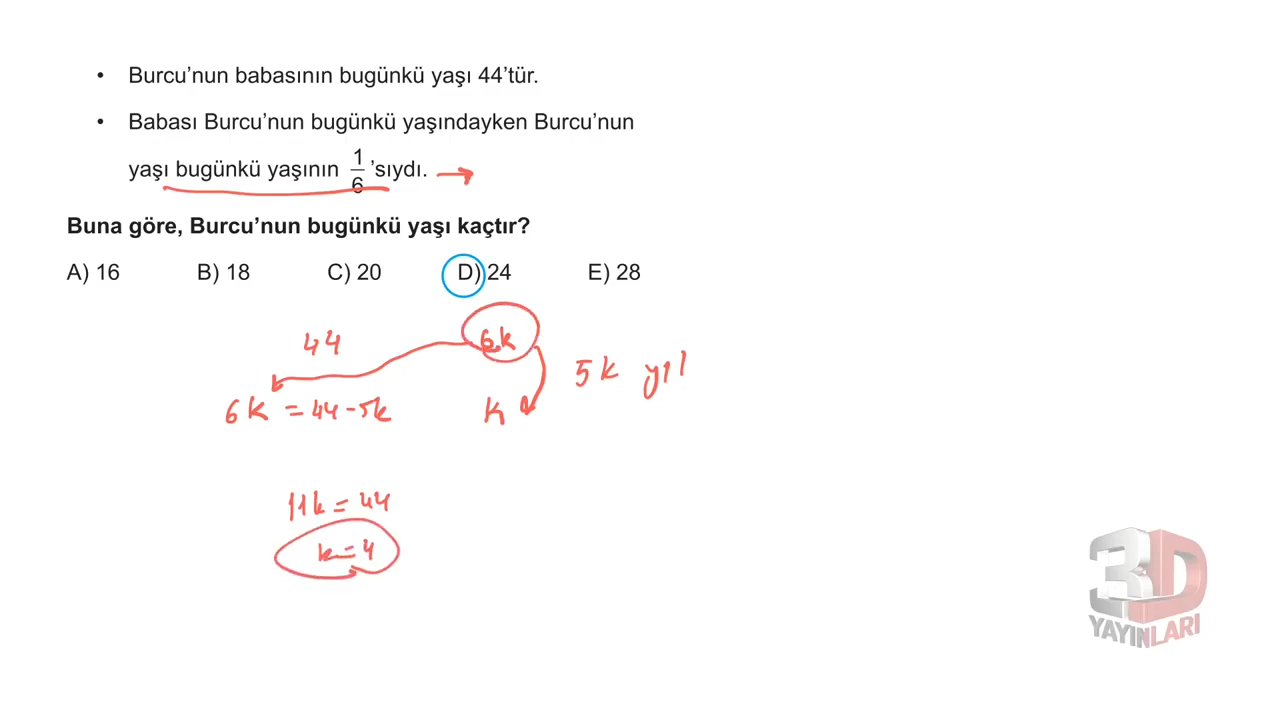 • Burcu’nun babasının bugünkü yaşı 44’tür.
• Babası Burcu’nun bugünkü yaşındayken Burcu’nun
yaşı bugünkü yaşının 1/6 ’sıydı.
Buna göre, Burcu’nun bugünkü yaşı kaçtır?
A) 16 B) 18 C) 20 D) 24 E) 28
44 6k
5k yıl
6k = 44 - 5k k
11k = 44
k = 4
3D
YAYINLARI